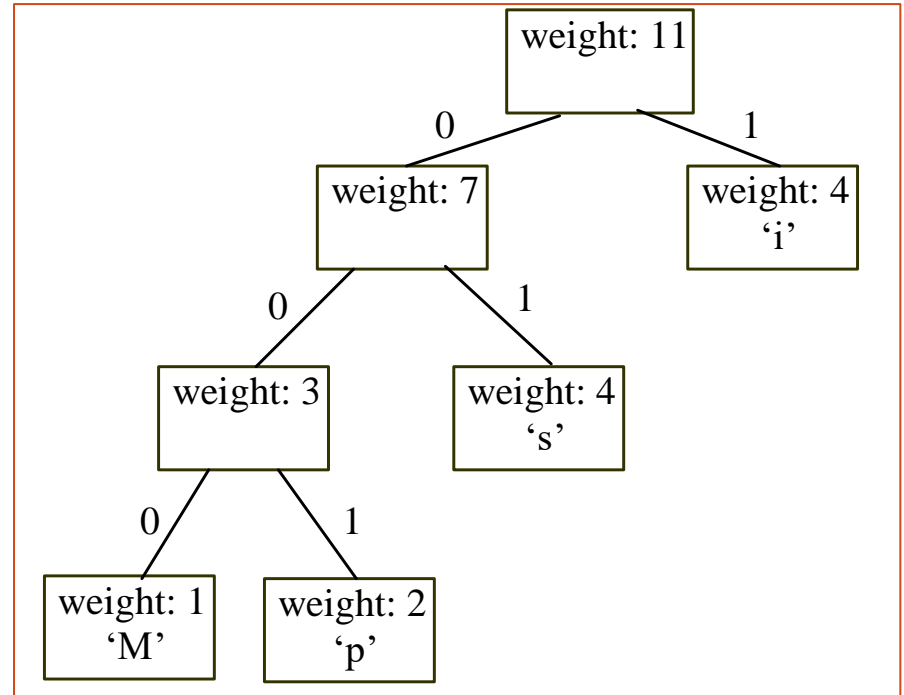 weight: 11
0
1
weight: 7
weight: 4
‘i’
0
1
weight: 3
weight: 4
‘s’
0
1
weight: 1
‘M’
weight: 2
‘p’